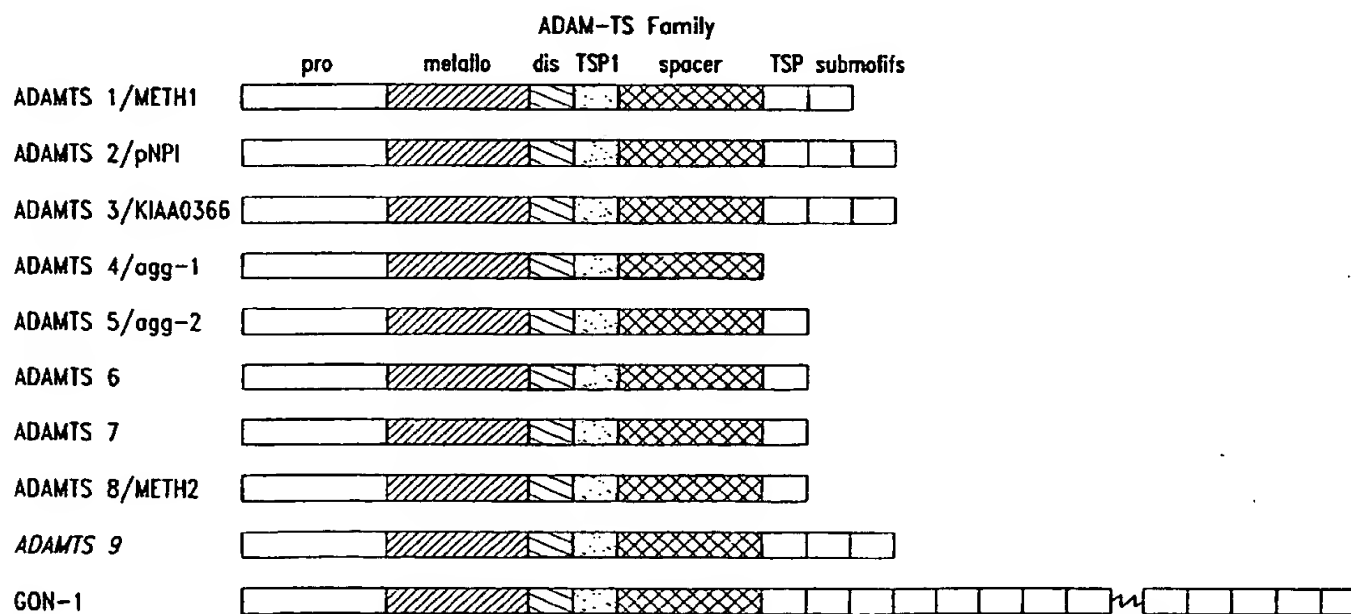 ADAM-TS Family
pro metallo dis TSP1 spacer TSP submotifs
ADAMTS 1/METH1
ADAMTS 2/pNPI
ADAMTS 3/KIAA0366
ADAMTS 4/agg-1
ADAMTS 5/agg-2
ADAMTS 6
ADAMTS 7
ADAMTS 8/METH2
ADAMTS 9
GON-1